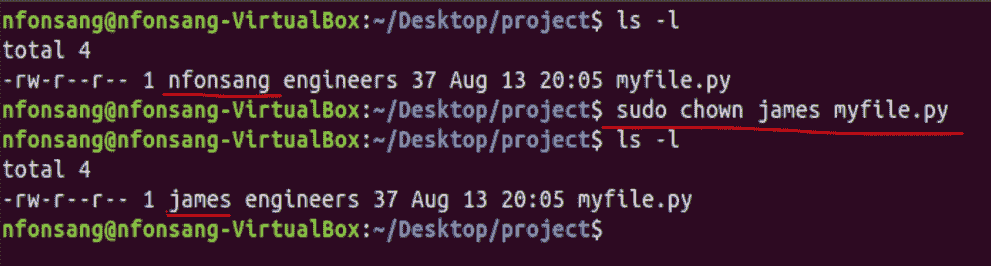 nfonsang@nfonsang-VirtualBox:~/Desktop/project$ ls -l
total 4
-rw-r--r-- 1 nfonsang engineers 37 Aug 13 20:05 myfile.py
nfonsang@nfonsang-VirtualBox:~/Desktop/project$ sudo chown james myfile.py
nfonsang@nfonsang-VirtualBox:~/Desktop/project$ ls -l
total 4
-rw-r--r-- 1 james engineers 37 Aug 13 20:05 myfile.py
nfonsang@nfonsang-VirtualBox:~/Desktop/project$